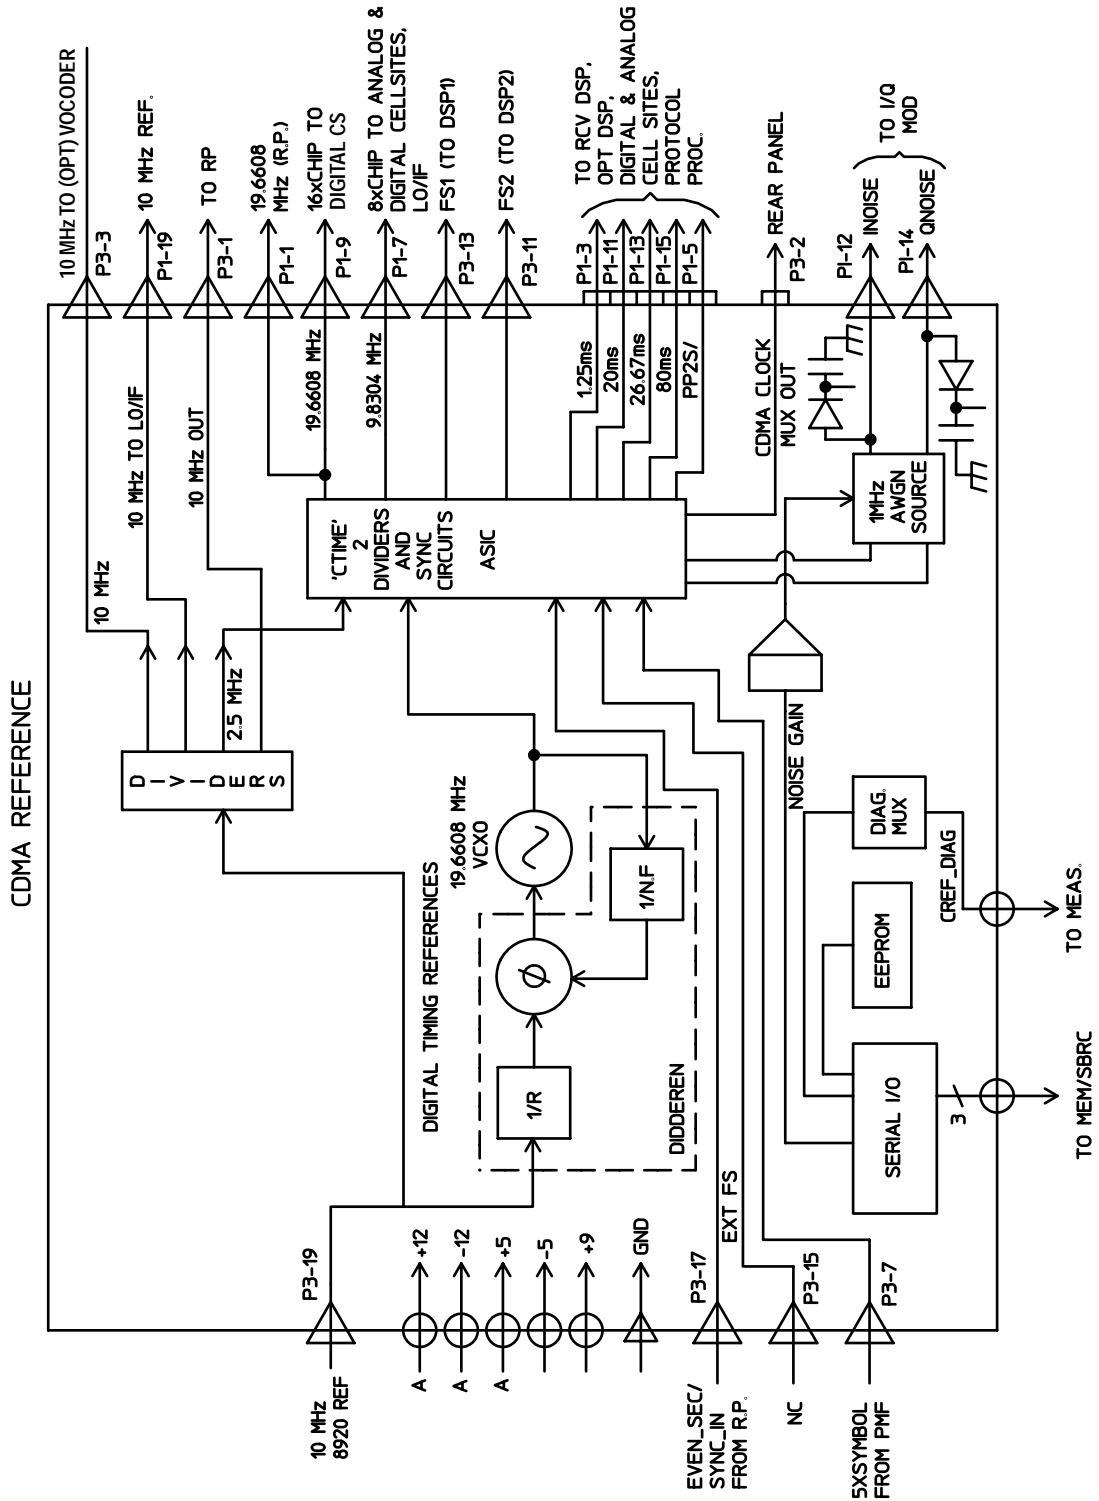 CDMA REFERENCE
10 MHz TO (OPT) VOCODER
P3-3
10 MHz
10 MHz REF.
P1-19
10 MHz TO LO/IF
TO RP
P3-1
10 MHz OUT
19.6608
MHz (R.P.)
P1-1
16xCHIP TO
DIGITAL CS
P1-9
19.6608 MHz
8xCHIP TO ANALOG &
DIGITAL CELLSITES,
LO/IF
P1-7
9.8304 MHz
FS1 (TO DSP1)
P3-13
FS2 (TO DSP2)
P3-11
TO RCV DSP,
OPT DSP,
DIGITAL & ANALOG
CELL SITES,
PROTOCOL
PROC.
P1-3
P1-11
P1-13
P1-15
P1-5
1.25ms
20ms
26.67ms
80ms
PP2S/
REAR PANEL
P3-2
CDMA CLOCK
MUX OUT
TO I/Q
MOD
INOISE
QNOISE
PI-12
PI-14
1MHz
AWGN
SOURCE
'CTIME'
2
DIVIDERS
AND
SYNC
CIRCUITS
ASIC
DIVIDERS
2.5 MHz
19.6608 MHz
VCXO
DIGITAL TIMING REFERENCES
1/N.F
Ø
1/R
DIDDEREN
NOISE GAIN
DIAG.
MUX
CREF_DIAG
EEPROM
SERIAL I/O
3
TO MEAS.
TO MEM/SBRC
P3-19
10 MHz
8920 REF
A
+12
A
-12
A
+5
-5
+9
GND
EXT FS
P3-17
EVEN_SEC/
SYNC_IN
FROM R.P.
P3-15
NC
P3-7
5XSYMBOL
FROM PMF